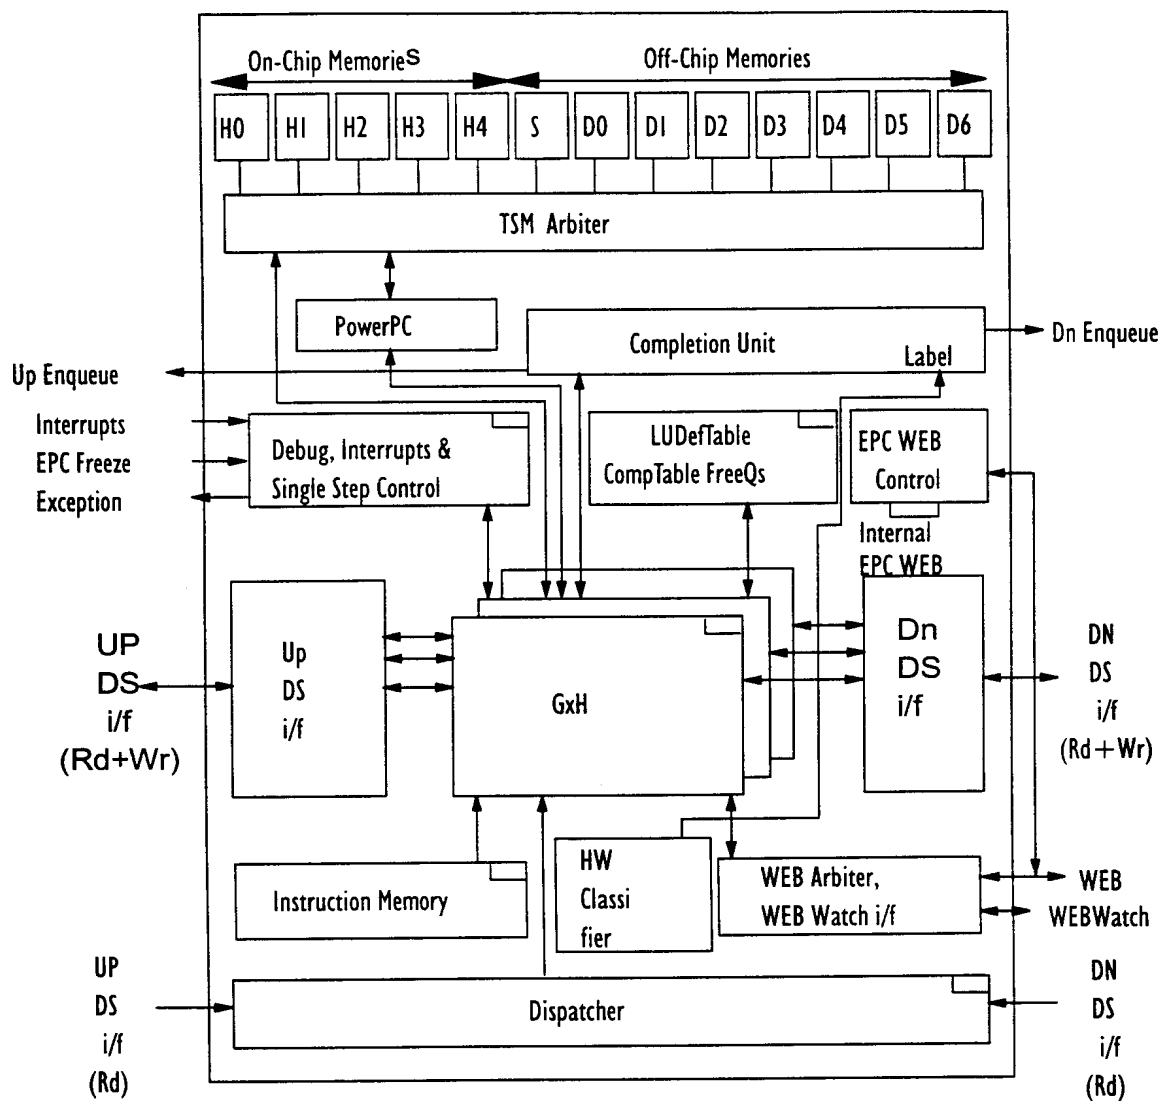 On-Chip Memories
Off-Chip Memories
H0
H1
H2
H3
H4
S
D0
D1
D2
D3
D4
D5
D6
TSM Arbiter
PowerPC
Completion Unit
Label
Dn Enqueue
Up Enqueue
Interrupts
EPC Freeze
Exception
Debug, Interrupts &
Single Step Control
LUDefTable
CompTable FreeQs
EPC WEB
Control
Internal
EPC WEB
UP
DS
i/f
(Rd+Wr)
Up
DS
i/f
GxH
Dn
DS
i/f
DN
DS
i/f
(Rd+Wr)
Instruction Memory
HW
Classi
fier
WEB Arbiter,
WEB Watch i/f
WEB
WEBWatch
UP
DS
i/f
(Rd)
Dispatcher
DN
DS
i/f
(Rd)